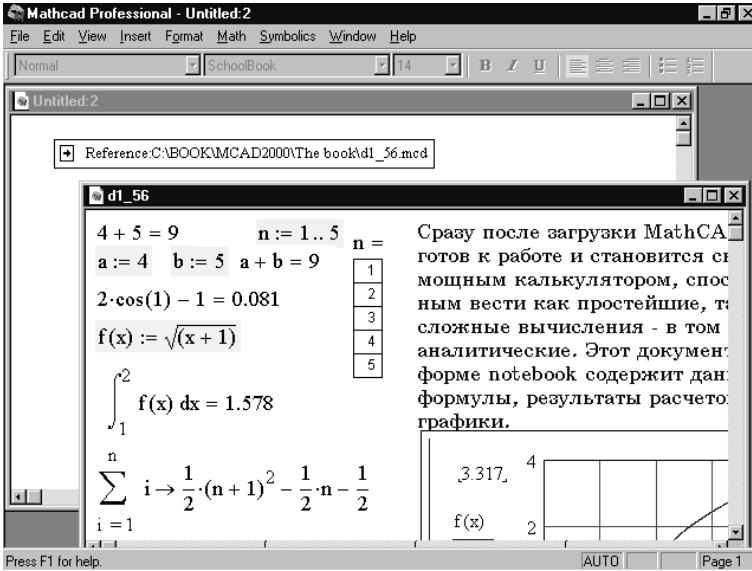 Mathcad Professional - Untitled:2
File Edit View Insert Format Math Symbolics Window Help
Normal SchoolBook 14 B I U
Untitled:2
Reference:C:\BOOK\MCAD2000\The book\d1_56.mcd
d1_56
4 + 5 = 9 n := 1 .. 5 n =
a := 4 b := 5 a + b = 9
1
2
3
4
5
2·cos(1) − 1 = 0.081
f(x) := √(x + 1)
∫₁² f(x) dx = 1.578
n
∑ i → 1/2·(n + 1)² − 1/2·n − 1/2
i = 1
Сразу после загрузки MathCA
готов к работе и становится
мощным калькулятором, спос
ным вести как простейшие,
сложные вычисления - в том
аналитические. Этот документ
форме notebook содержит дан
формулы, результаты расчето
графики.
3.317
f(x)
4
2
Press F1 for help. AUTO Page 1